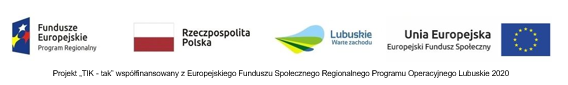 Fundusze
Europejskie
Program Regionalny
Rzeczpospolita
Polska
Lubuskie
Warte zachodu
Unia Europejska
Europejski Fundusz Społeczny
Projekt „TIK - tak” współfinansowany z Europejskiego Funduszu Społecznego Regionalnego Programu Operacyjnego Lubuskie 2020